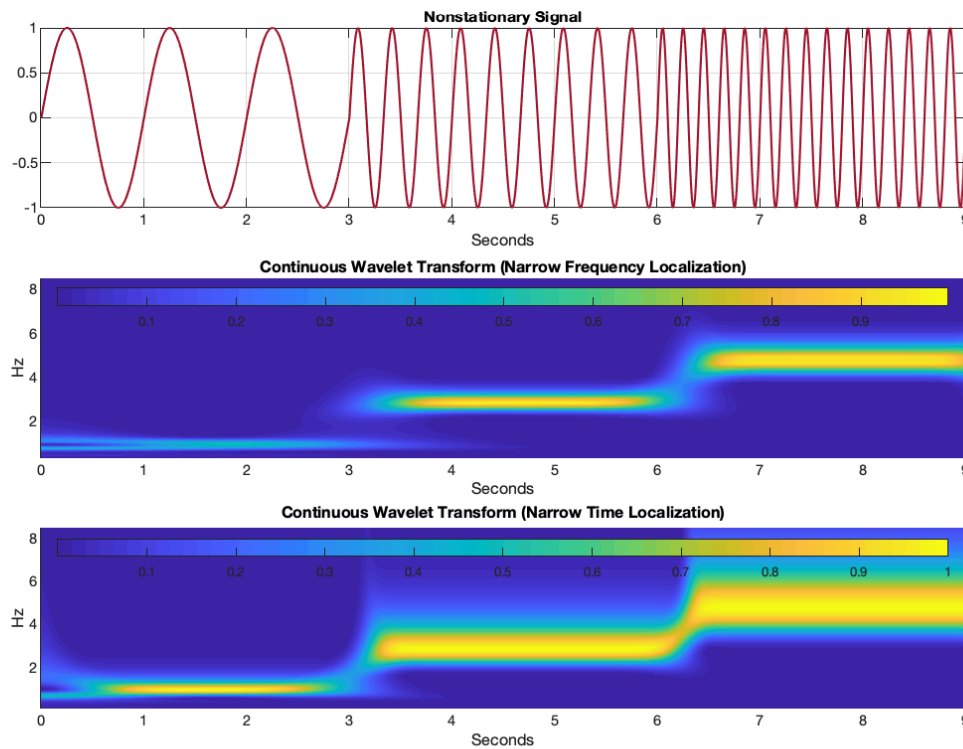 Nonstationary Signal
1
0.5
0
-0.5
-1
0 1 2 3 4 5 6 7 8 9
Seconds
Continuous Wavelet Transform (Narrow Frequency Localization)
8
0.1 0.2 0.3 0.4 0.5 0.6 0.7 0.8 0.9
6
Hz
4
2
0 1 2 3 4 5 6 7 8 9
Seconds
Continuous Wavelet Transform (Narrow Time Localization)
8
0.1 0.2 0.3 0.4 0.5 0.6 0.7 0.8 0.9 1
6
Hz
4
2
0 1 2 3 4 5 6 7 8 9
Seconds